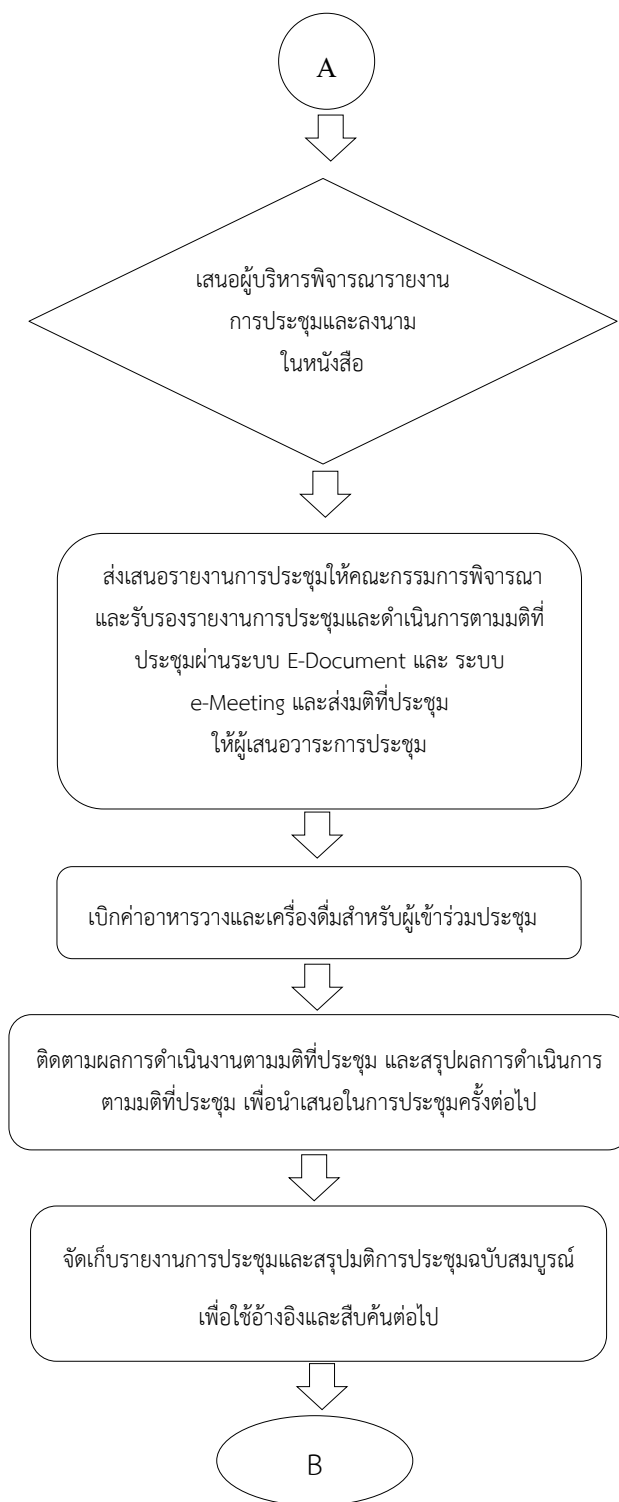 A
เสนอผู้บริหารพิจารณารายงาน
การประชุมและลงนาม
ในหนังสือ
ส่งเสนอรายงานการประชุมให้คณะกรรมการพิจารณา
และรับรองรายงานการประชุมและดำเนินการตามมติที่
ประชุมผ่านระบบ E-Document และ ระบบ
e-Meeting และส่งมติที่ประชุม
ให้ผู้เสนอวาระการประชุม
เบิกค่าอาหารวางและเครื่องดื่มสำหรับผู้เข้าร่วมประชุม
ติดตามผลการดำเนินงานตามมติที่ประชุม และสรุปผลการดำเนินการ
ตามมติที่ประชุม เพื่อนำเสนอในการประชุมครั้งต่อไป
จัดเก็บรายงานการประชุมและสรุปมติการประชุมฉบับสมบูรณ์
เพื่อใช้อ้างอิงและสืบค้นต่อไป
B